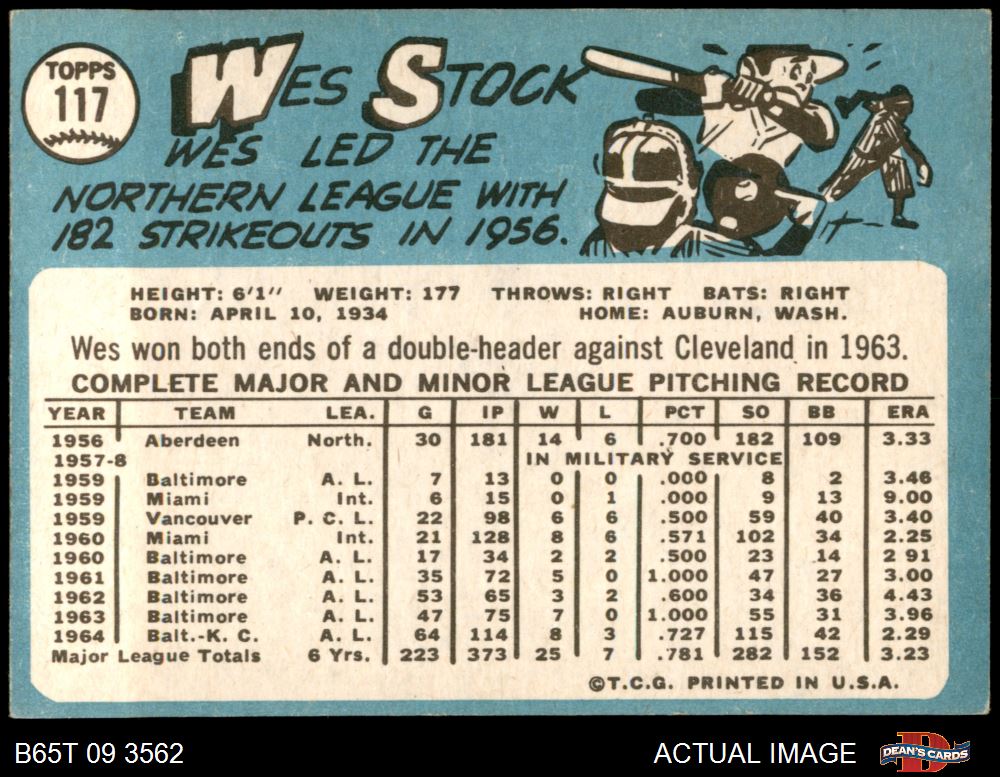 TOPPS
117
WES STOCK
WES LED THE
NORTHERN LEAGUE WITH
182 STRIKEOUTS IN 1956.
HEIGHT: 6'1" WEIGHT: 177 THROWS: RIGHT BATS: RIGHT
BORN: APRIL 10, 1934 HOME: AUBURN, WASH.
Wes won both ends of a double-header against Cleveland in 1963.
COMPLETE MAJOR AND MINOR LEAGUE PITCHING RECORD
YEAR TEAM LEA. G IP W L PCT SO BB ERA
1956 Aberdeen North. 30 181 14 6 .700 182 109 3.33
1957-8 IN MILITARY SERVICE
1959 Baltimore A. L. 7 13 0 0 .000 8 2 3.46
1959 Miami Int. 6 15 0 1 .000 9 13 9.00
1959 Vancouver P. C. L. 22 98 6 6 .500 59 40 3.40
1960 Miami Int. 21 128 8 6 .571 102 34 2.25
1960 Baltimore A. L. 17 34 2 2 .500 23 14 2 91
1961 Baltimore A. L. 35 72 5 0 1.000 47 27 3.00
1962 Baltimore A. L. 53 65 3 2 .600 34 36 4.43
1963 Baltimore A. L. 47 75 7 0 1.000 55 31 3.96
1964 Balt.-K. C. A. L. 64 114 8 3 .727 115 42 2.29
Major League Totals 6 Yrs. 223 373 25 7 .781 282 152 3.23
©T.C.G. PRINTED IN U.S.A.
B65T 09 3562 ACTUAL IMAGE DEAN'S CARDS